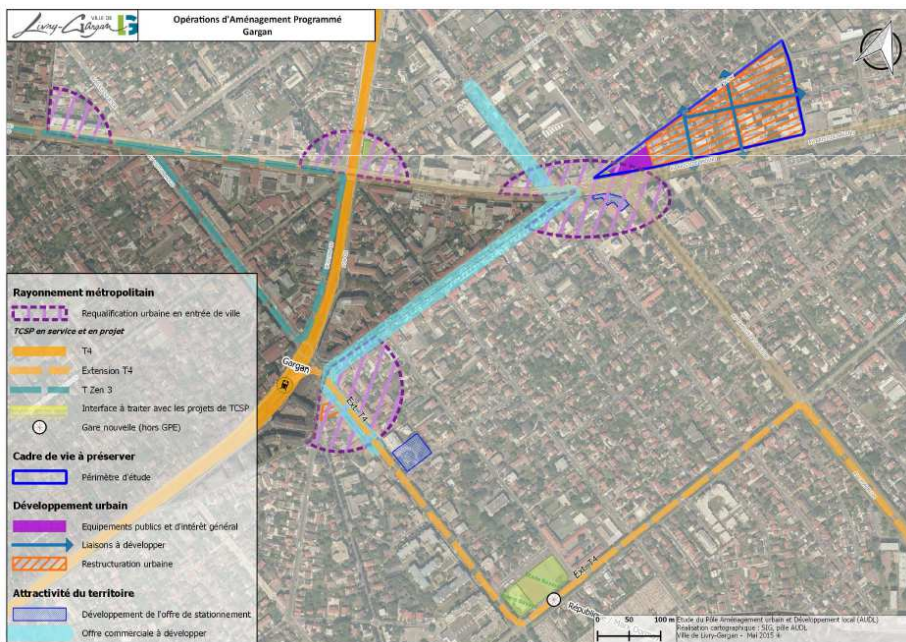 Livry-Gargan
VILLE DE
Opérations d'Aménagement Programmé
Gargan
Gargan
Ext-T4
Ext-T4
République
Rayonnement métropolitain
Requalification urbaine en entrée de ville
TCSP en service et en projet
T4
Extension T4
T Zen 3
Interface à traiter avec les projets de TCSP
Gare nouvelle (hors GPE)
Cadre de vie à préserver
Périmètre d'étude
Développement urbain
Equipements publics et d'intérêt général
Liaisons à développer
Restructuration urbaine
Attractivité du territoire
Développement de l'offre de stationnement
Offre commerciale à développer
0 50 100 m
Etude du Pôle Aménagement urbain et Développement local (AUDL)
Réalisation cartographique : SIG, pôle AUDL
Ville de Livry-Gargan - Mai 2015 ®